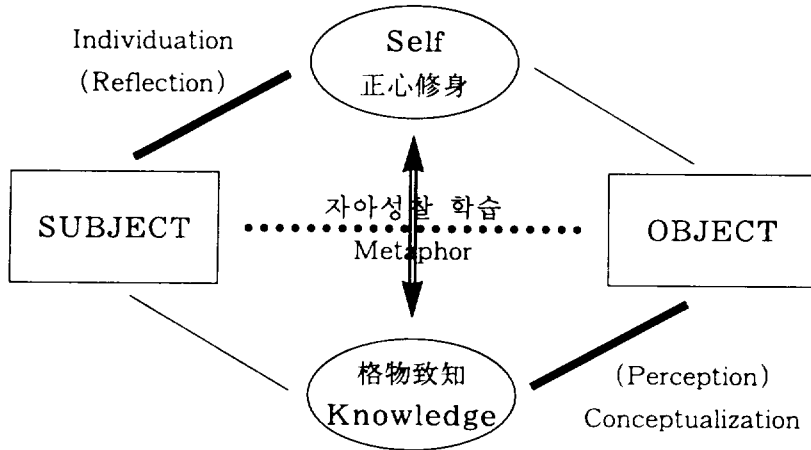 Individuation
(Reflection)
Self
正心修身
SUBJECT
자아성찰 학습
Metaphor
OBJECT
格物致知
Knowledge
(Perception)
Conceptualization